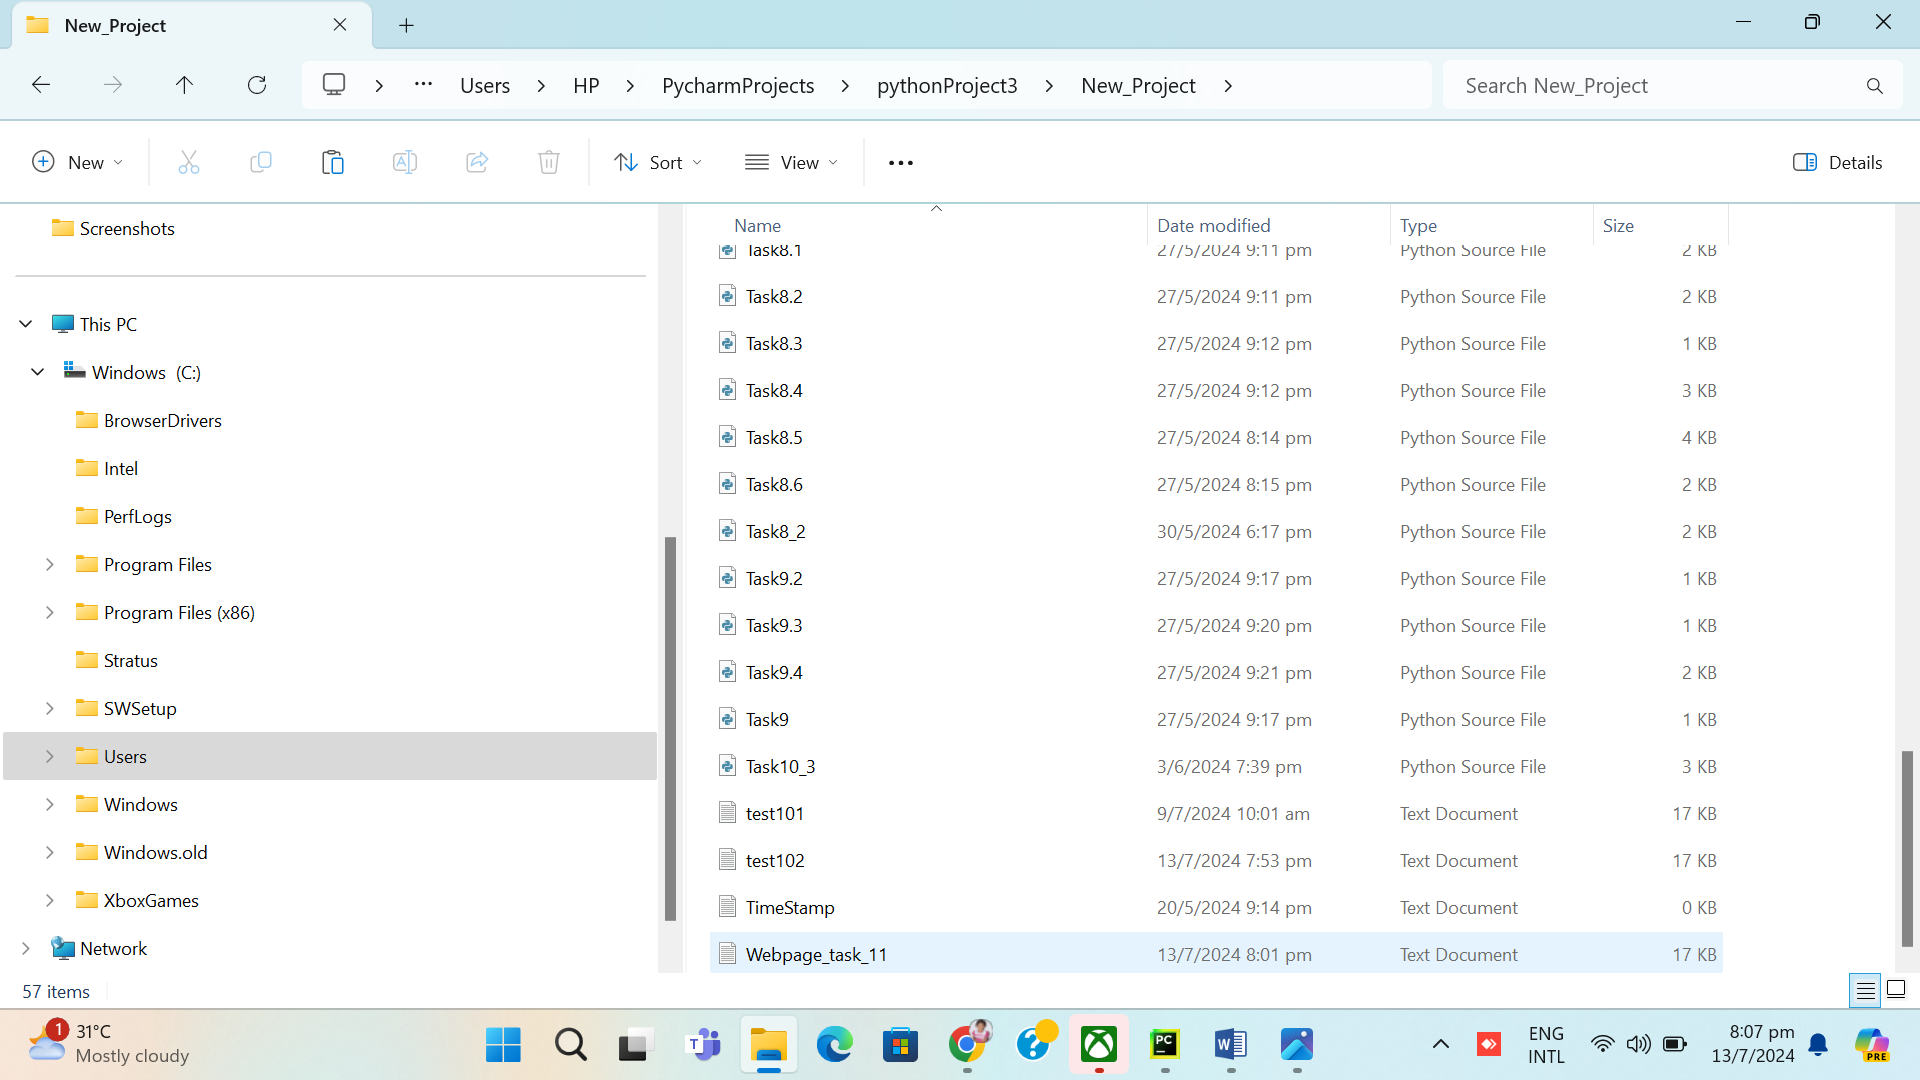 New_Project
Users HP PycharmProjects pythonProject3 New_Project Search New_Project
New Sort View Details
Screenshots
This PC
Windows (C:)
BrowserDrivers
Intel
PerfLogs
Program Files
Program Files (x86)
Stratus
SWSetup
Users
Windows
Windows.old
XboxGames
Network
Name Date modified Type Size
Task8.1 27/5/2024 9:11 pm Python Source File 2 KB
Task8.2 27/5/2024 9:11 pm Python Source File 2 KB
Task8.3 27/5/2024 9:12 pm Python Source File 1 KB
Task8.4 27/5/2024 9:12 pm Python Source File 3 KB
Task8.5 27/5/2024 8:14 pm Python Source File 4 KB
Task8.6 27/5/2024 8:15 pm Python Source File 2 KB
Task8_2 30/5/2024 6:17 pm Python Source File 2 KB
Task9.2 27/5/2024 9:17 pm Python Source File 1 KB
Task9.3 27/5/2024 9:20 pm Python Source File 1 KB
Task9.4 27/5/2024 9:21 pm Python Source File 2 KB
Task9 27/5/2024 9:17 pm Python Source File 1 KB
Task10_3 3/6/2024 7:39 pm Python Source File 3 KB
test101 9/7/2024 10:01 am Text Document 17 KB
test102 13/7/2024 7:53 pm Text Document 17 KB
TimeStamp 20/5/2024 9:14 pm Text Document 0 KB
Webpage_task_11 13/7/2024 8:01 pm Text Document 17 KB
57 items
1 31°C
Mostly cloudy
T
PC
W
ENG
INTL
8:07 pm
13/7/2024
PRE